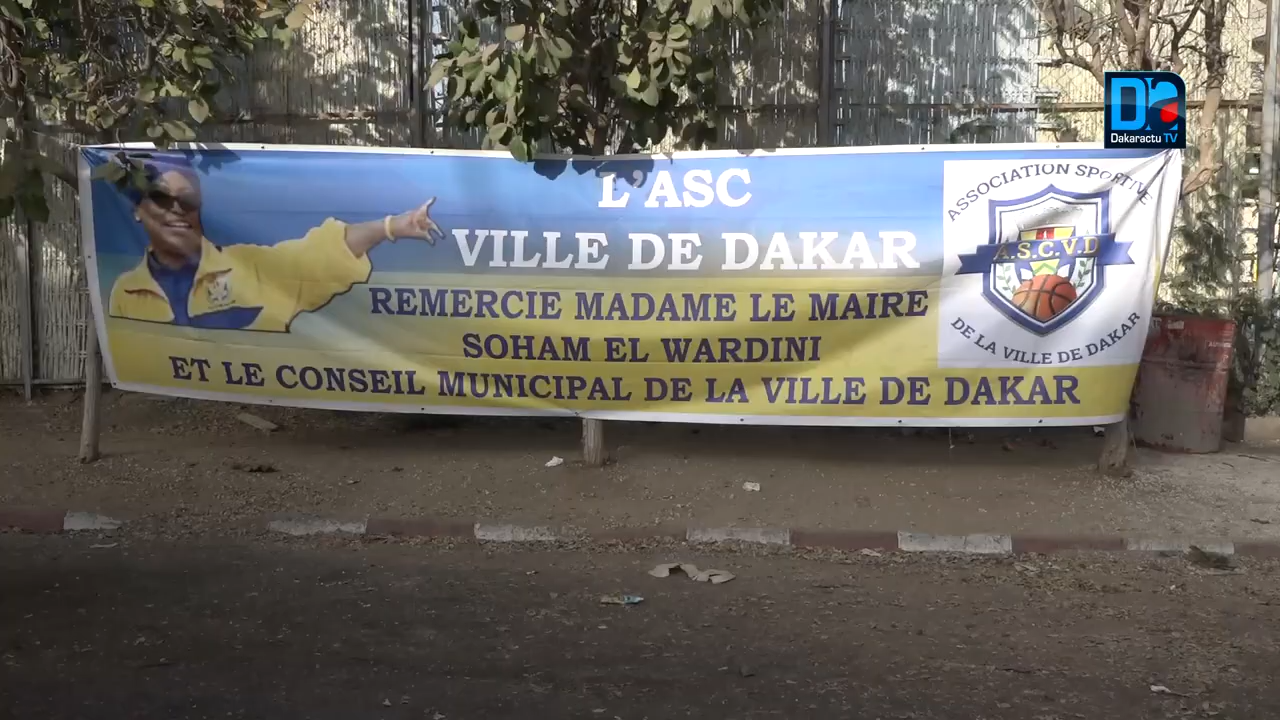 Dakaractu TV
L'ASC
VILLE DE DAKAR
REMERCIE MADAME LE MAIRE
SOHAM EL WARDINI
ET LE CONSEIL MUNICIPAL DE LA VILLE DE DAKAR
ASSOCIATION SPORTIVE
A.S.C.V.D
DE LA VILLE DE DAKAR